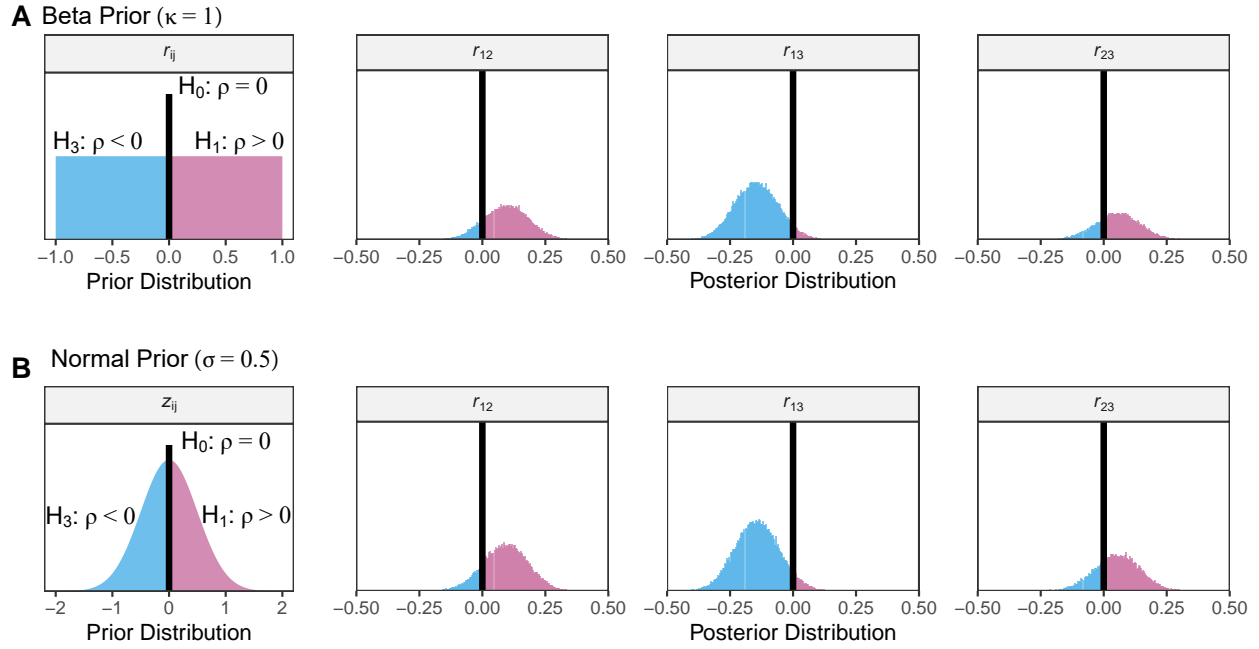 A Beta Prior (κ = 1)
rij r12 r13 r23
H0: ρ = 0
H3: ρ < 0 H1: ρ > 0
−1.0 −0.5 0.0 0.5 1.0 −0.50 −0.25 0.00 0.25 0.50 −0.50 −0.25 0.00 0.25 0.50 −0.50 −0.25 0.00 0.25 0.50
Prior Distribution Posterior Distribution
B Normal Prior (σ = 0.5)
zij r12 r13 r23
H0: ρ = 0
H3: ρ < 0 H1: ρ > 0
−2 −1 0 1 2 −0.50 −0.25 0.00 0.25 0.50 −0.50 −0.25 0.00 0.25 0.50 −0.50 −0.25 0.00 0.25 0.50
Prior Distribution Posterior Distribution